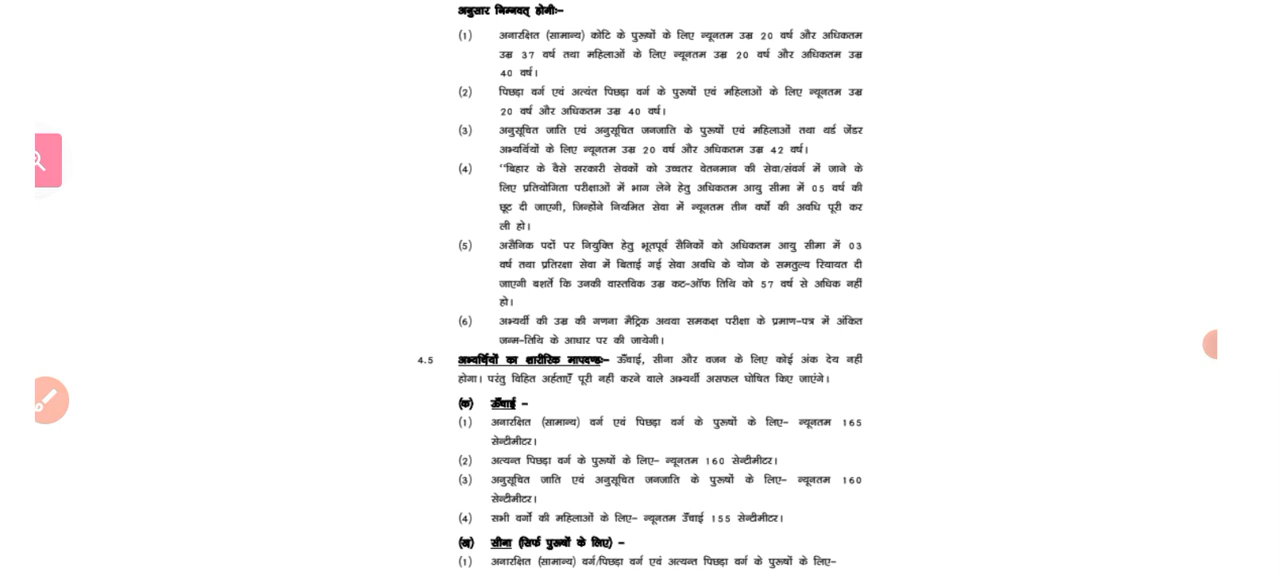 अनुसार निम्नवत् होगीः-
(1) अनारक्षित (सामान्य) कोटि के पुरूषों के लिए न्यूनतम उम्र 20 वर्ष और अधिकतम
उम्र 37 वर्ष तथा महिलाओं के लिए न्यूनतम उम्र 20 वर्ष और अधिकतम उम्र
40 वर्ष।
(2) पिछड़ा वर्ग एवं अत्यंत पिछड़ा वर्ग के पुरूषों एवं महिलाओं के लिए न्यूनतम उम्र
20 वर्ष और अधिकतम उम्र 40 वर्ष।
(3) अनुसूचित जाति एवं अनुसूचित जनजाति के पुरूषों एवं महिलाओं तथा थर्ड जेंडर
अभ्यर्थियों के लिए न्यूनतम उम्र 20 वर्ष और अधिकतम उम्र 42 वर्ष।
(4) ‘‘बिहार के वैसे सरकारी सेवकों को उच्चतर वेतनमान की सेवा/संवर्ग में जाने के
लिए प्रतियोगिता परीक्षाओं में भाग लेने हेतु अधिकतम आयु सीमा में 05 वर्ष की
छूट दी जाएगी, जिन्होंने नियमित सेवा में न्यूनतम तीन वर्षो की अवधि पूरी कर
ली हो।
(5) असैनिक पदों पर नियुक्ति हेतु भूतपूर्व सैनिकों को अधिकतम आयु सीमा में 03
वर्ष तथा प्रतिरक्षा सेवा में बिताई गई सेवा अवधि के योग के समतुल्य रियायत दी
जाएगी बशर्ते कि उनकी वास्तविक उम्र कट-ऑफ तिथि को 57 वर्ष से अधिक नहीं
हो।
(6) अभ्यर्थी की उम्र की गणना मैट्रिक अथवा समकक्ष परीक्षा के प्रमाण-पत्र में अंकित
जन्म-तिथि के आधार पर की जायेगी।
4.5 अभ्यर्थियों का शारीरिक मापदण्डः- ऊँचाई, सीना और वजन के लिए कोई अंक देय नहीं
होगा। परंतु विहित अर्हताएँ पूरी नहीं करने वाले अभ्यर्थी असफल घोषित किए जाएंगे।
(क) ऊँचाई -
(1) अनारक्षित (सामान्य) वर्ग एवं पिछड़ा वर्ग के पुरूषों के लिए- न्यूनतम 165
सेन्टीमीटर।
(2) अत्यन्त पिछड़ा वर्ग के पुरूषों के लिए- न्यूनतम 160 सेन्टीमीटर।
(3) अनुसूचित जाति एवं अनुसूचित जनजाति के पुरूषों के लिए- न्यूनतम 160
सेन्टीमीटर।
(4) सभी वर्गो की महिलाओं के लिए- न्यूनतम उँचाई 155 सेन्टीमीटर।
(ख) सीना (सिर्फ पुरूषों के लिए) -
(1) अनारक्षित (सामान्य) वर्ग/पिछड़ा वर्ग एवं अत्यन्त पिछड़ा वर्ग के पुरूषों के लिए-